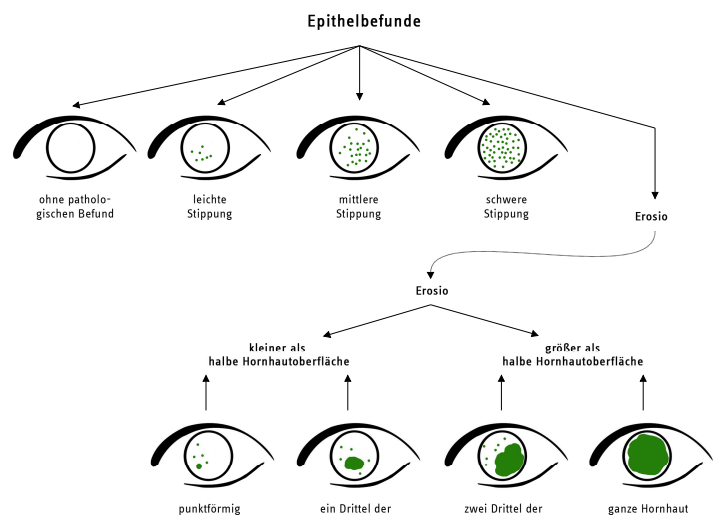 Epithelbefunde
ohne patholo-
gischen Befund
leichte
Stippung
mittlere
Stippung
schwere
Stippung
Erosio
Erosio
kleiner als
halbe Hornhautoberfläche
größer als
halbe Hornhautoberfläche
punktförmig
ein Drittel der
zwei Drittel der
ganze Hornhaut